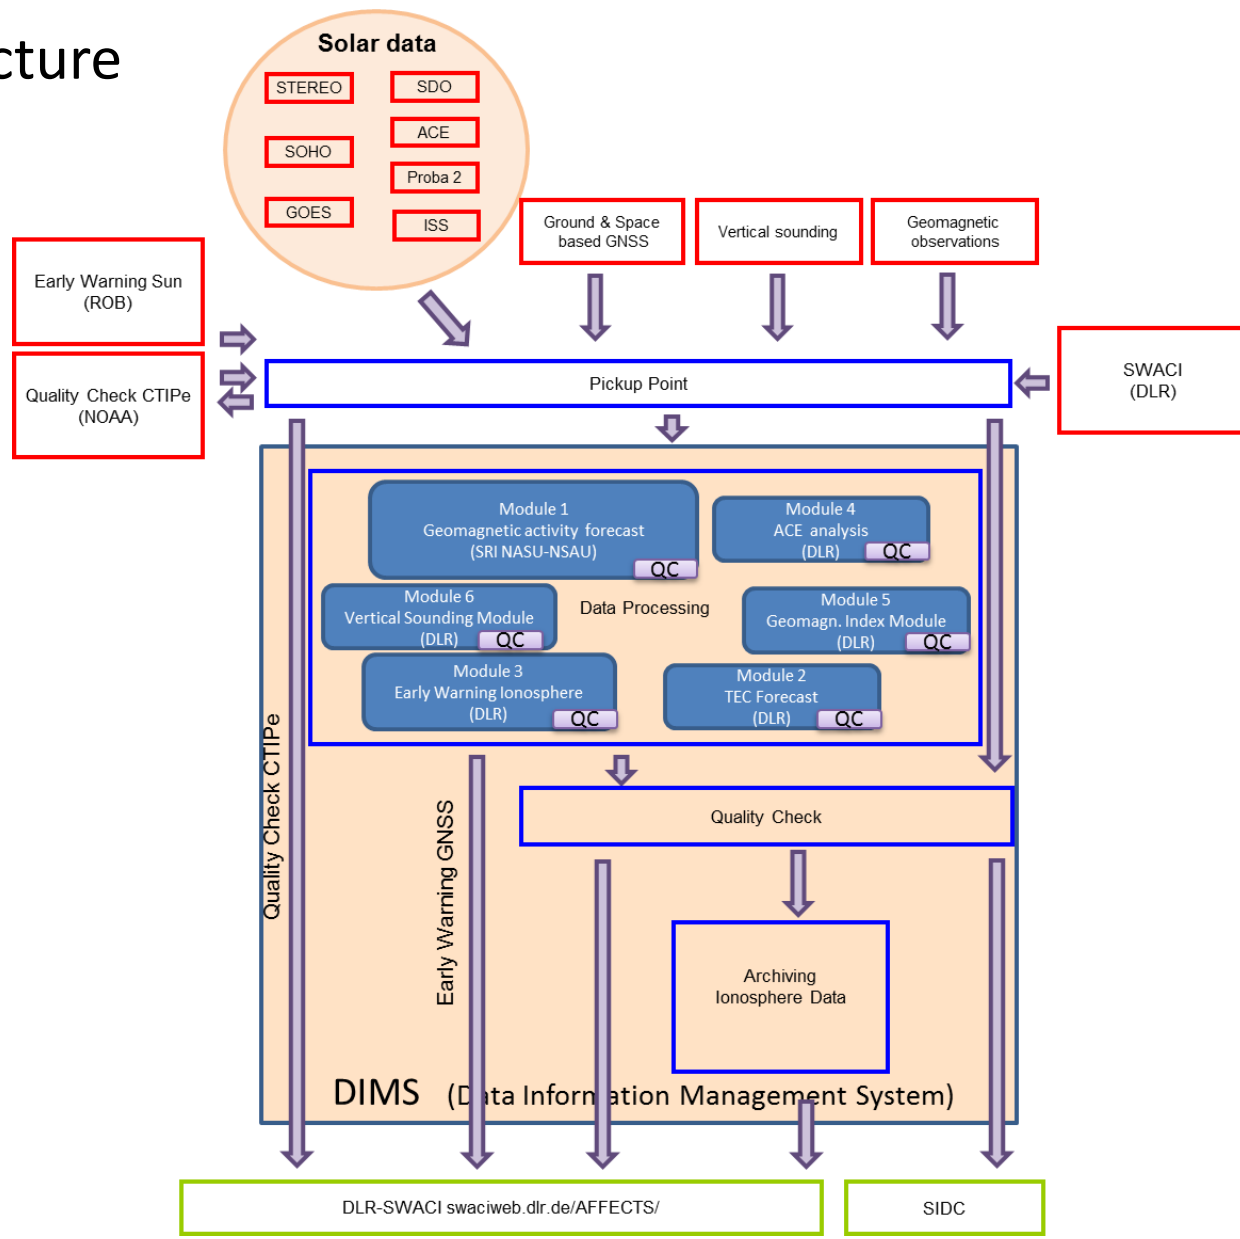 cture
Solar data
STEREO
SDO
ACE
SOHO
Proba 2
GOES
ISS
Ground & Space
based GNSS
Vertical sounding
Geomagnetic
observations
Early Warning Sun
(ROB)
Quality Check CTIPe
(NOAA)
Pickup Point
SWACI
(DLR)
Module 1
Geomagnetic activity forecast
(SRI NASU-NSAU)
QC
Module 4
ACE analysis
(DLR)
QC
Module 6
Vertical Sounding Module
(DLR)
QC
Data Processing
Module 5
Geomagn. Index Module
(DLR)
QC
Module 3
Early Warning Ionosphere
(DLR)
QC
Module 2
TEC Forecast
(DLR)
QC
Quality Check CTIPe
Early Warning GNSS
Quality Check
Archiving
Ionosphere Data
DIMS (Data Information Management System)
DLR-SWACI swaciweb.dlr.de/AFFECTS/
SIDC